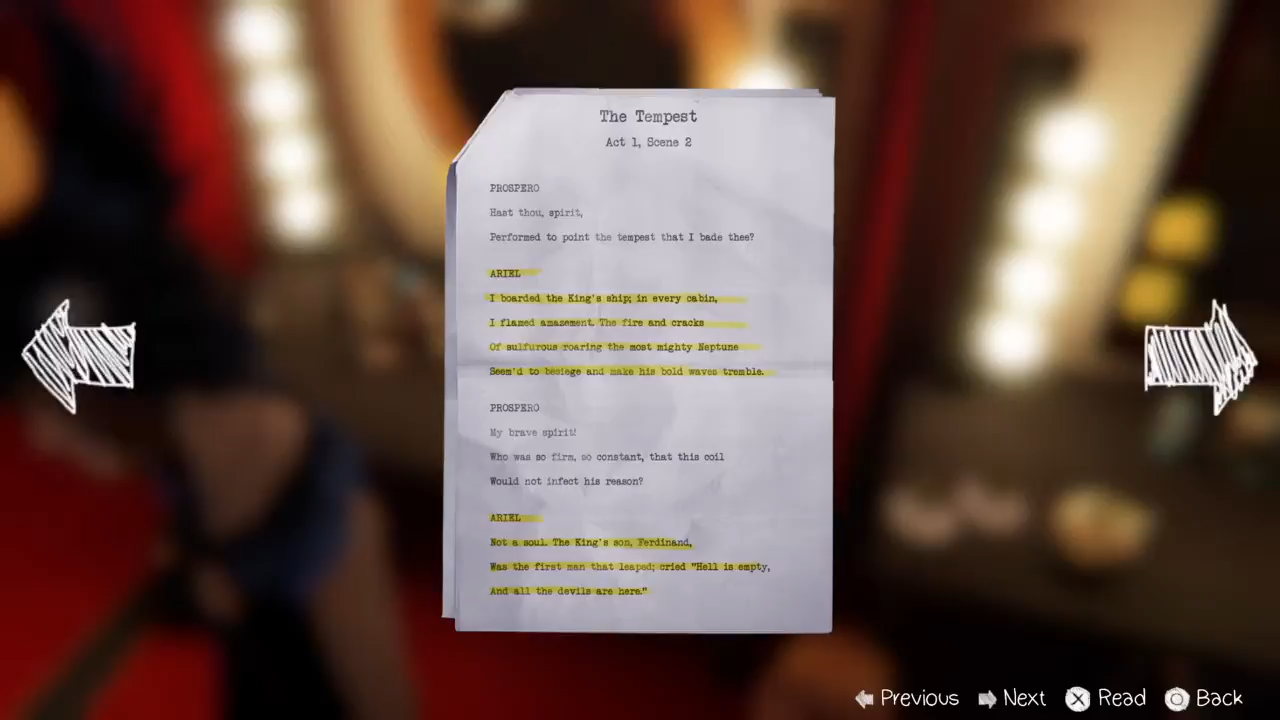 The Tempest
Act 1, Scene 2
PROSPERO
Hast thou, spirit,
Performed to point the tempest that I bade thee?
ARIEL
I boarded the King's ship; in every cabin,
I flamed amazement. The fire and cracks
Of sulfurous roaring the most mighty Neptune
Seem'd to besiege and make his bold waves tremble.
PROSPERO
My brave spirit!
Who was so firm, so constant, that this coil
Would not infect his reason?
ARIEL
Not a soul. The King's son, Ferdinand,
Was the first man that leaped; cried "Hell is empty,
And all the devils are here."
Previous Next Read Back